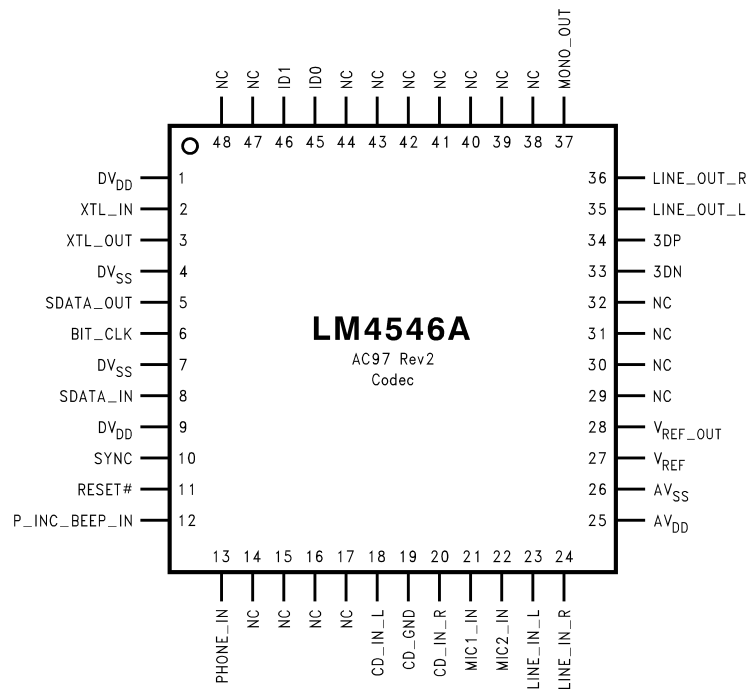 NC NC ID1 ID0 NC NC NC NC NC NC NC MONO_OUT
48 47 46 45 44 43 42 41 40 39 38 37
DVDD 1
XTL_IN 2
XTL_OUT 3
DVSS 4
SDATA_OUT 5
BIT_CLK 6
DVSS 7
SDATA_IN 8
DVDD 9
SYNC 10
RESET# 11
P_INC_BEEP_IN 12
LM4546A
AC97 Rev2
Codec
36 LINE_OUT_R
35 LINE_OUT_L
34 3DP
33 3DN
32 NC
31 NC
30 NC
29 NC
28 VREF_OUT
27 VREF
26 AVSS
25 AVDD
13 14 15 16 17 18 19 20 21 22 23 24
PHONE_IN NC NC NC NC CD_IN_L CD_GND CD_IN_R MIC1_IN MIC2_IN LINE_IN_L LINE_IN_R